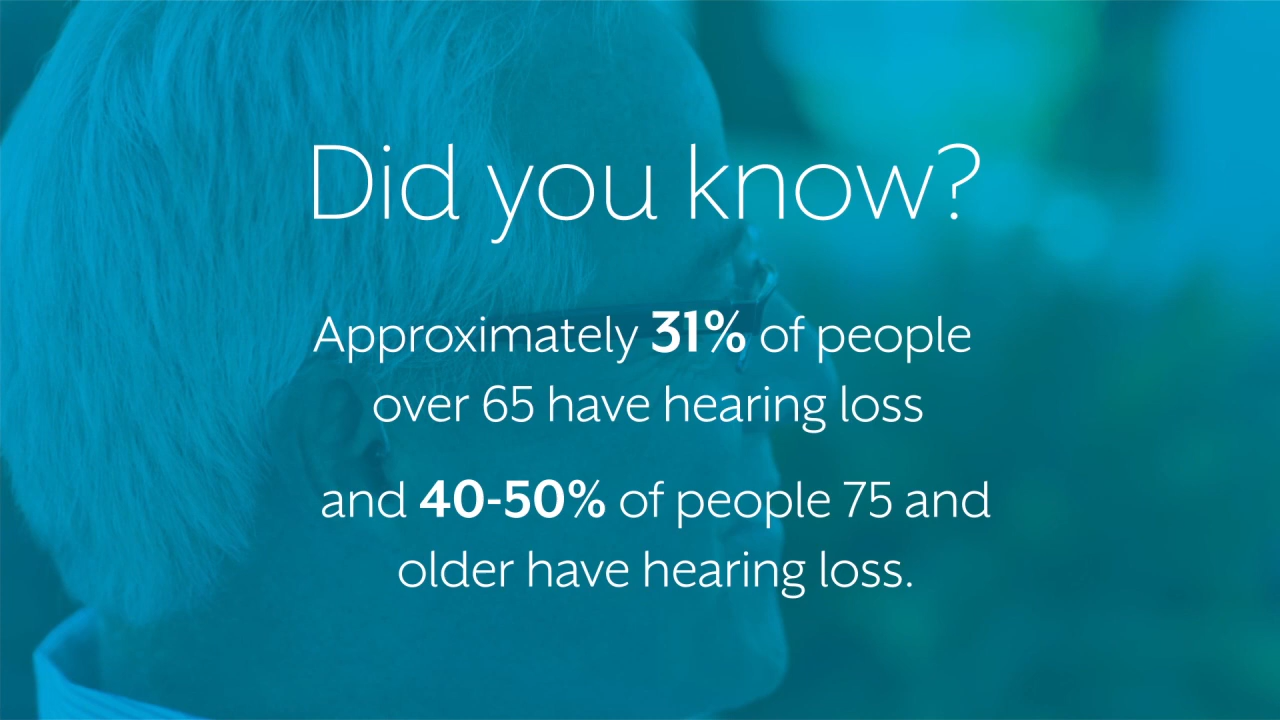 Did you know?
Approximately 31% of people
over 65 have hearing loss
and 40-50% of people 75 and
older have hearing loss.